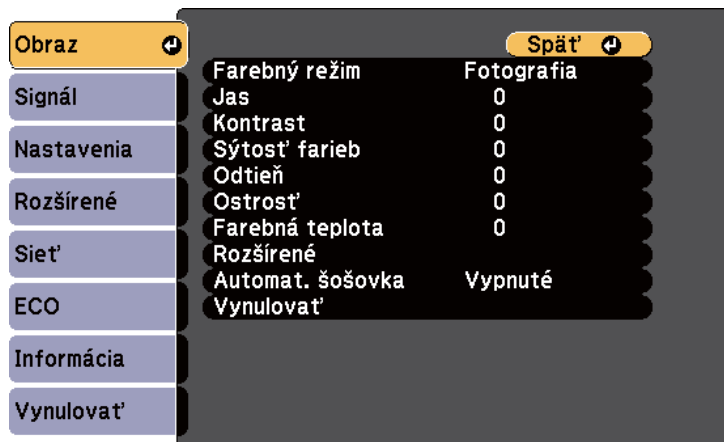 Obraz
Signál
Nastavenia
Rozšírené
Sieť
ECO
Informácia
Vynulovať
Späť
Farebný režim Fotografia
Jas 0
Kontrast 0
Sýtosť farieb 0
Odtieň 0
Ostrosť 0
Farebná teplota 0
Rozšírené
Automat. šošovka Vypnuté
Vynulovať